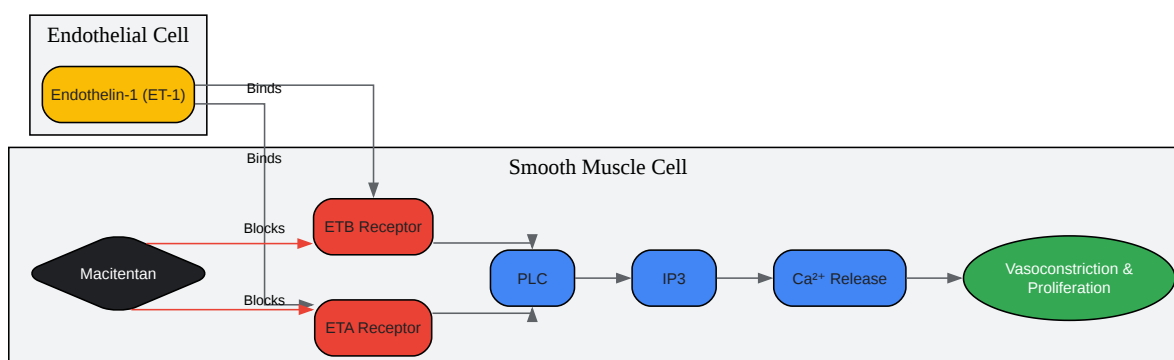 Endothelial Cell
Endothelin-1 (ET-1)
Binds
Binds
Smooth Muscle Cell
ETB Receptor
Blocks
Macitentan
Blocks
ETA Receptor
PLC
IP3
Ca²⁺ Release
Vasoconstriction &
Proliferation